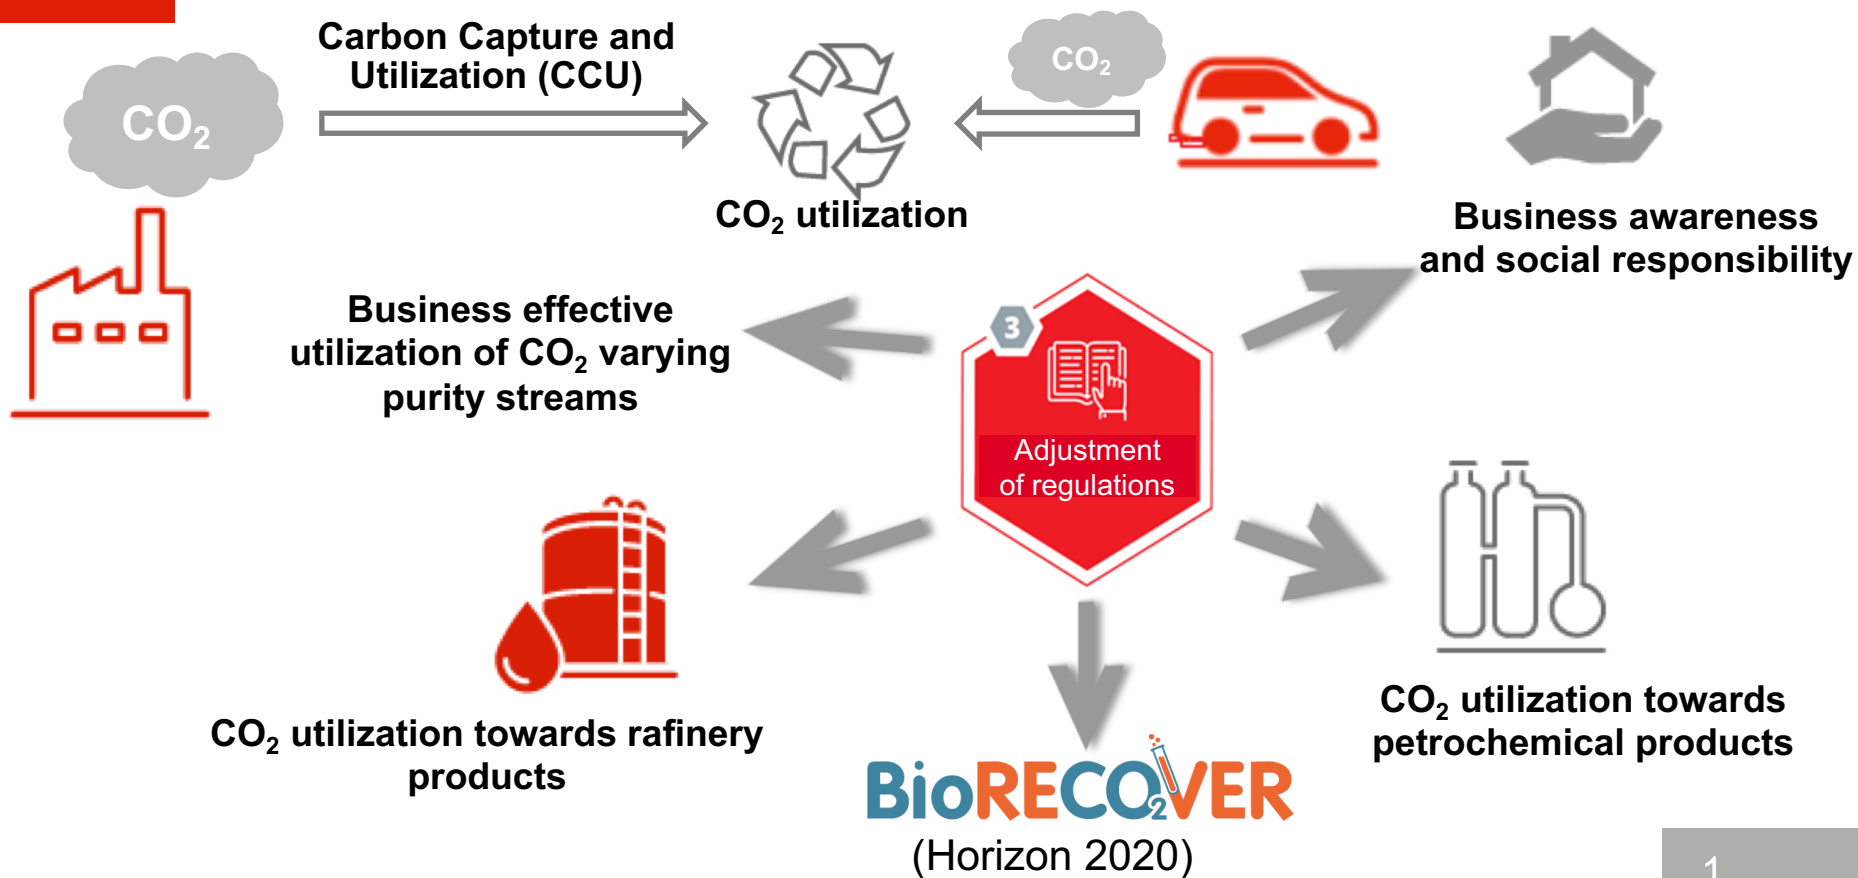 Carbon Capture and
Utilization (CCU)
CO₂
CO₂
CO₂ utilization
Business awareness
and social responsibility
Business effective
utilization of CO₂ varying
purity streams
3
Adjustment
of regulations
CO₂ utilization towards rafinery
products
CO₂ utilization towards
petrochemical products
BioRECO₂VER
(Horizon 2020)
1